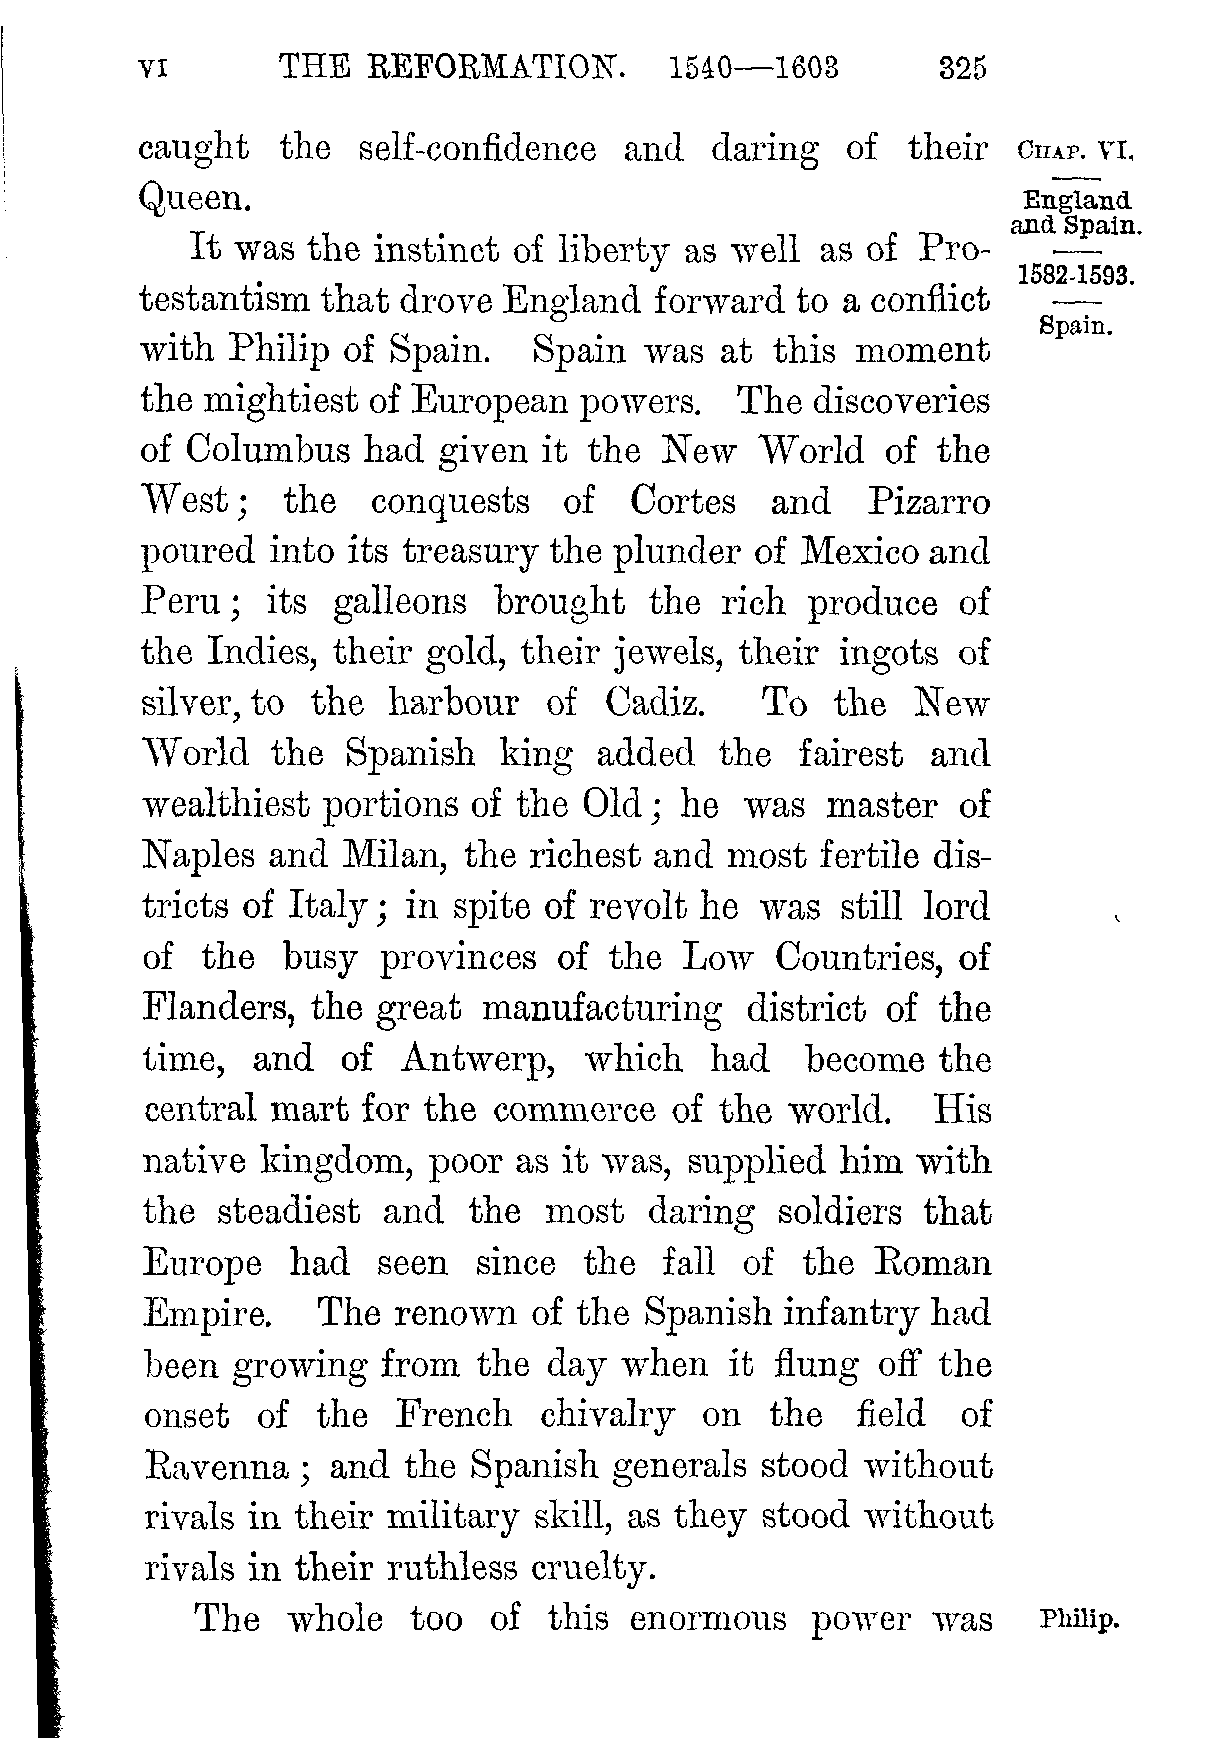 VI THE REFORMATION. 1540—1603 325
caught the self-confidence and daring of their
Queen.
It was the instinct of liberty as well as of Pro-
testantism that drove England forward to a conflict
with Philip of Spain. Spain was at this moment
the mightiest of European powers. The discoveries
of Columbus had given it the New World of the
West; the conquests of Cortes and Pizarro
poured into its treasury the plunder of Mexico and
Peru; its galleons brought the rich produce of
the Indies, their gold, their jewels, their ingots of
silver, to the harbour of Cadiz. To the New
World the Spanish king added the fairest and
wealthiest portions of the Old; he was master of
Naples and Milan, the richest and most fertile dis-
tricts of Italy; in spite of revolt he was still lord
of the busy provinces of the Low Countries, of
Flanders, the great manufacturing district of the
time, and of Antwerp, which had become the
central mart for the commerce of the world. His
native kingdom, poor as it was, supplied him with
the steadiest and the most daring soldiers that
Europe had seen since the fall of the Roman
Empire. The renown of the Spanish infantry had
been growing from the day when it flung off the
onset of the French chivalry on the field of
Ravenna; and the Spanish generals stood without
rivals in their military skill, as they stood without
rivals in their ruthless cruelty.
The whole too of this enormous power was
CHAP. VI.
England
and Spain.
1582-1593.
Spain.
Philip.